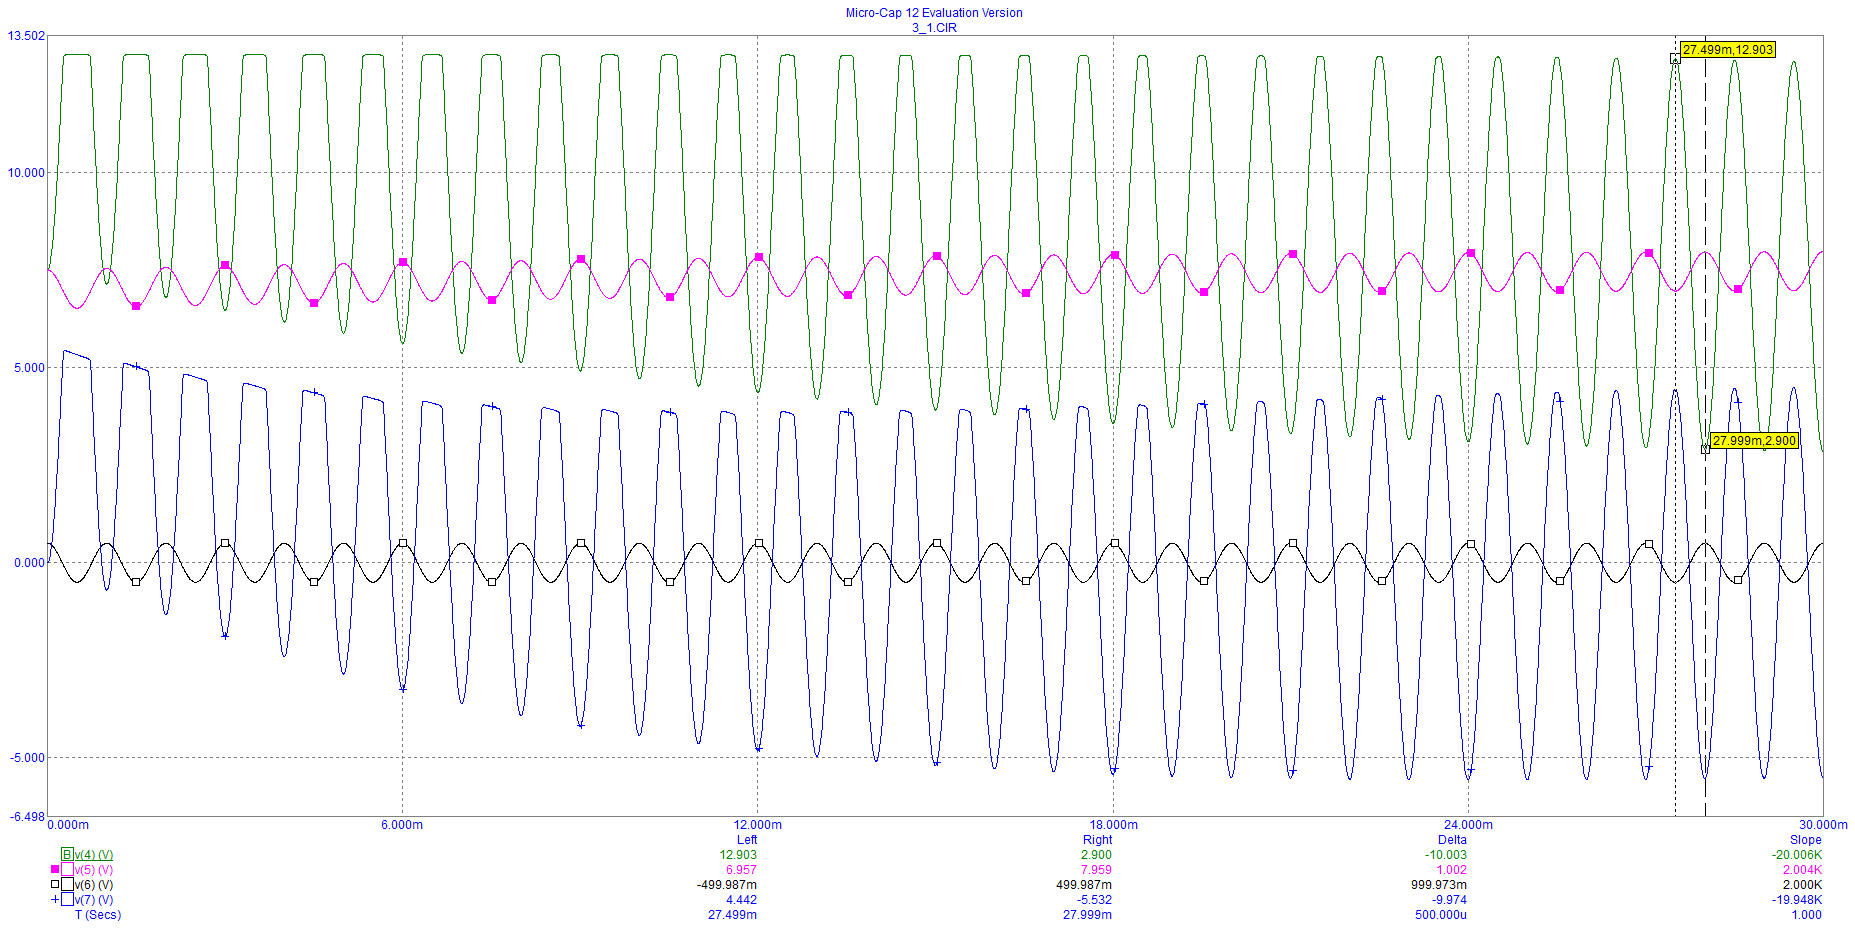 Micro-Cap 12 Evaluation Version
3_1.CIR
13.502
27.499m,12.903
10.000
5.000
27.999m,2.900
0.000
-5.000
-6.498
0.000m 6.000m 12.000m 18.000m 24.000m 30.000m
Left Right Delta Slope
B v(4) (V) 12.903 2.900 -10.003 -20.006K
v(5) (V) 6.957 7.959 1.002 2.004K
v(6) (V) -499.987m 499.987m 999.973m 2.000K
v(7) (V) 4.442 -5.532 -9.974 -19.948K
T (Secs) 27.499m 27.999m 500.000u 1.000